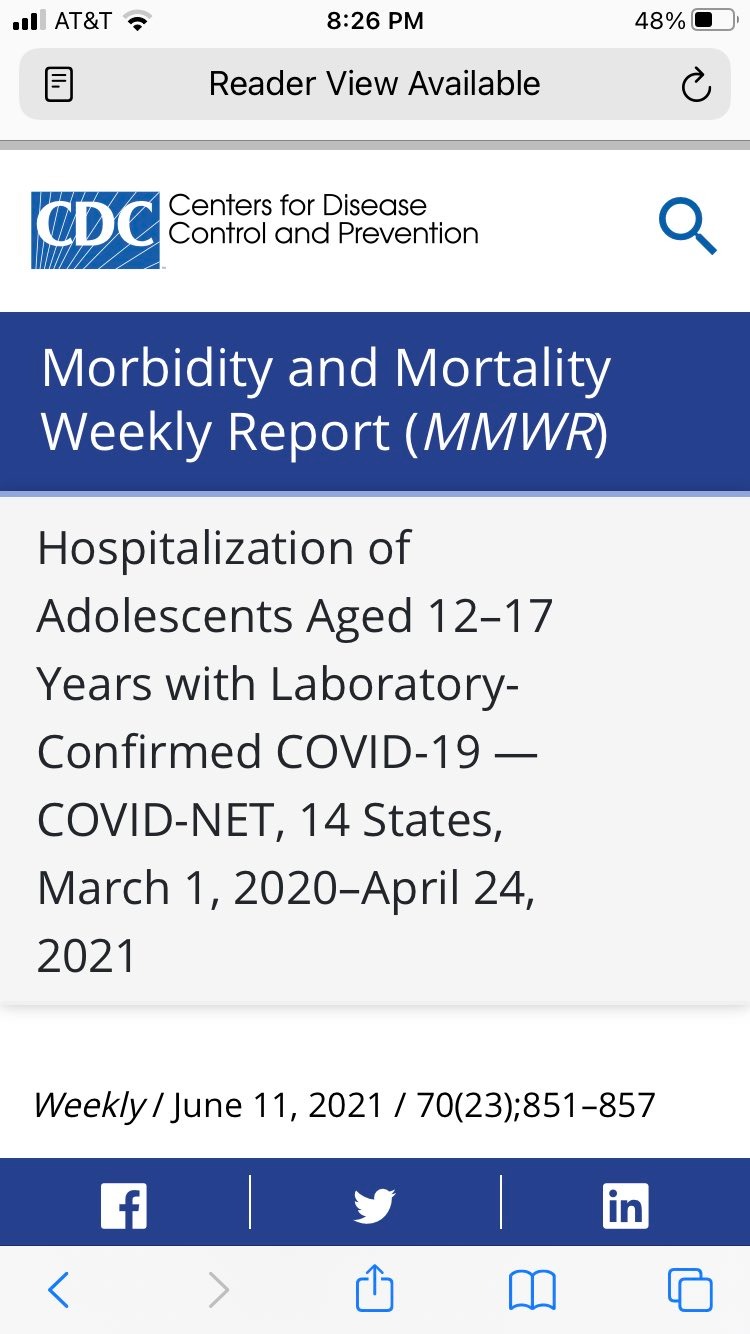 AT&T 8:26 PM 48%
Reader View Available
CDC Centers for Disease
Control and Prevention
Morbidity and Mortality
Weekly Report (MMWR)
Hospitalization of
Adolescents Aged 12–17
Years with Laboratory-
Confirmed COVID-19 —
COVID-NET, 14 States,
March 1, 2020–April 24,
2021
Weekly / June 11, 2021 / 70(23);851–857
f in